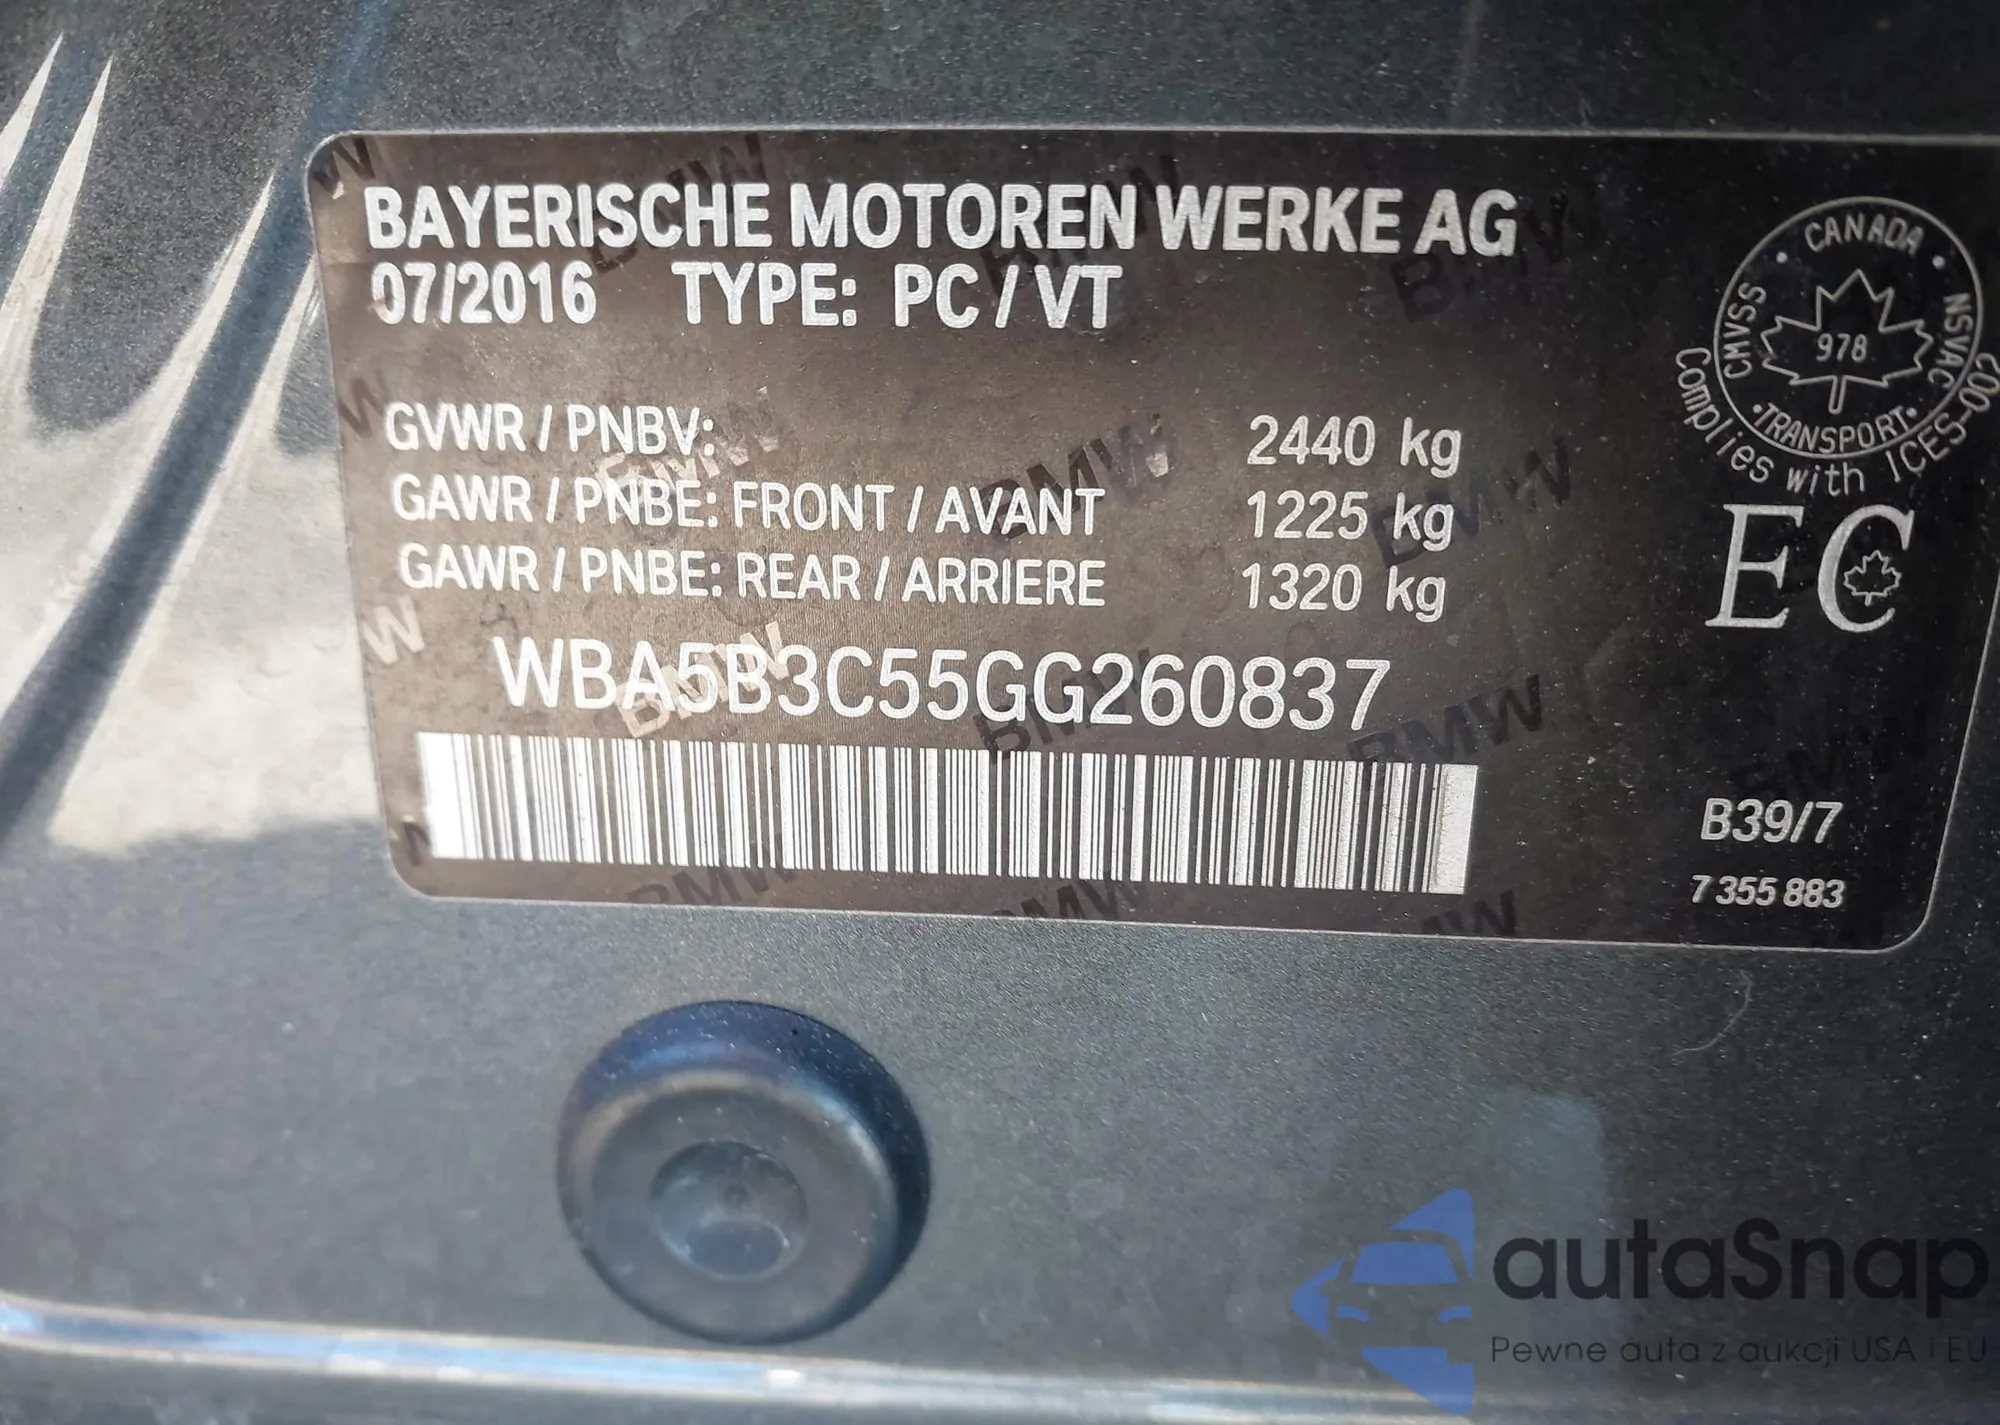 BAYERISCHE MOTOREN WERKE AG
07/2016 TYPE: PC / VT
GVWR / PNBV: 2440 kg
GAWR / PNBE: FRONT / AVANT 1225 kg
GAWR / PNBE: REAR / ARRIERE 1320 kg
WBA5B3C55GG260837
CANADA
CMVSS
978
NSVAC
TRANSPORT
Complies with ICES-002
EC
B39/7
7 355 883
autaSnap
Pewne auta z aukcji USA i EU